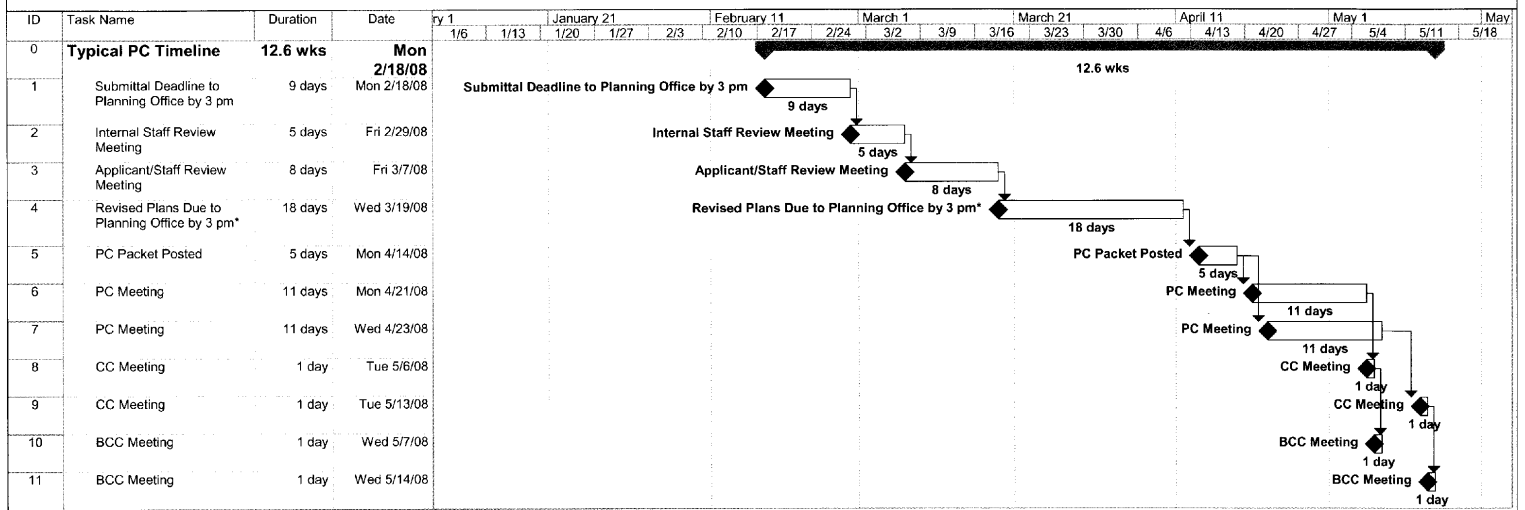 ID Task Name Duration Date ry 1 January 21 February 11 March 1 March 21 April 11 May 1 May
1/6 1/13 1/20 1/27 2/3 2/10 2/17 2/24 3/2 3/9 3/16 3/23 3/30 4/6 4/13 4/20 4/27 5/4 5/11 5/18
0 Typical PC Timeline 12.6 wks Mon
2/18/08
12.6 wks
1 Submittal Deadline to 9 days Mon 2/18/08 Submittal Deadline to Planning Office by 3 pm
Planning Office by 3 pm
9 days
2 Internal Staff Review 5 days Fri 2/29/08 Internal Staff Review Meeting
Meeting
5 days
3 Applicant/Staff Review 8 days Fri 3/7/08 Applicant/Staff Review Meeting
Meeting
8 days
4 Revised Plans Due to 18 days Wed 3/19/08 Revised Plans Due to Planning Office by 3 pm*
Planning Office by 3 pm*
18 days
5 PC Packet Posted 5 days Mon 4/14/08 PC Packet Posted
5 days
6 PC Meeting 11 days Mon 4/21/08 PC Meeting
11 days
7 PC Meeting 11 days Wed 4/23/08 PC Meeting
11 days
8 CC Meeting 1 day Tue 5/6/08 CC Meeting
1 day
9 CC Meeting 1 day Tue 5/13/08 CC Meeting
1 day
10 BCC Meeting 1 day Wed 5/7/08 BCC Meeting
1 day
11 BCC Meeting 1 day Wed 5/14/08 BCC Meeting
1 day